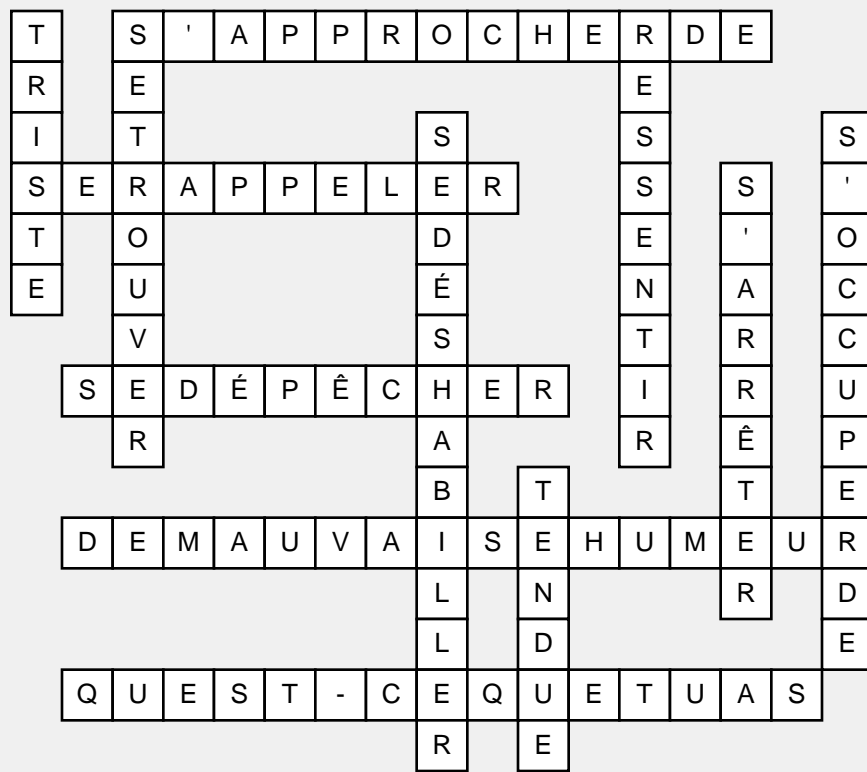 TRISTE
S'APPROCHERDE
SETROUVER
RESSENTIR
SEDÉSHABILLER
S'OCCUPERDE
SERAPPELER
S'ARRÊTER
SEDÉPÊCHER
TENDUE
DEMAUVAISEHUMEUR
QUEST-CEQUETUAS